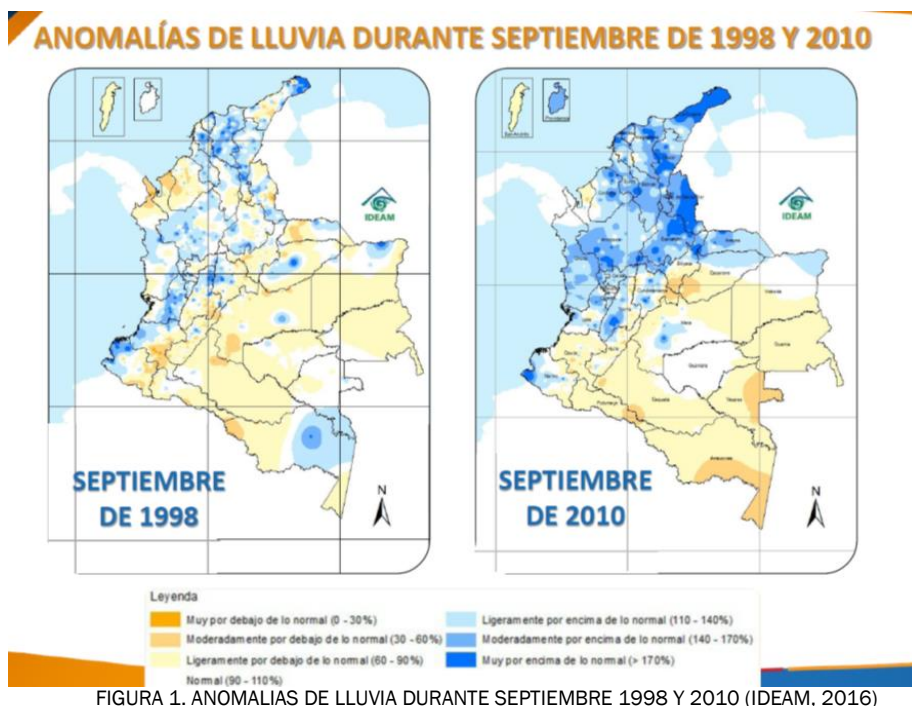 ANOMALÍAS DE LLUVIA DURANTE SEPTIEMBRE DE 1998 Y 2010
IDEAM
IDEAM
SEPTIEMBRE
DE 1998
N
SEPTIEMBRE
DE 2010
N
Leyenda
Muy por debajo de lo normal (0 - 30%)
Moderadamente por debajo de lo normal (30 - 60%)
Ligeramente por debajo de lo normal (60 - 90%)
Normal (90 - 110%)
Ligeramente por encima de lo normal (110 - 140%)
Moderadamente por encima de lo normal (140 - 170%)
Muy por encima de lo normal (> 170%)
FIGURA 1. ANOMALIAS DE LLUVIA DURANTE SEPTIEMBRE 1998 Y 2010 (IDEAM, 2016)